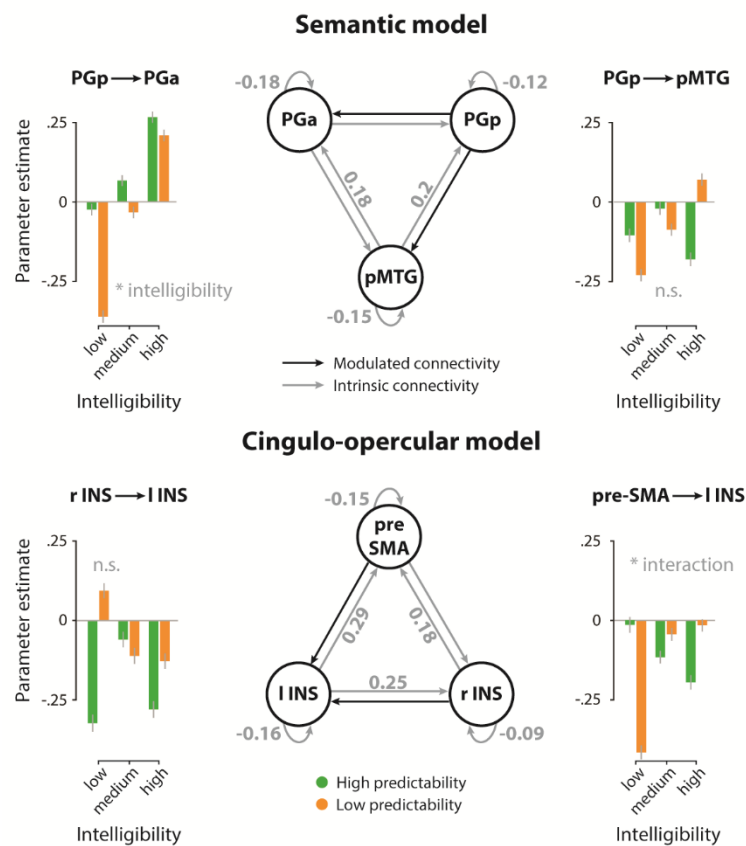 Semantic model
PGp → PGa
PGp → pMTG
Parameter estimate
.25
0
-.25
* intelligibility
low
medium
high
Intelligibility
-0.18
-0.12
PGa
PGp
0.18
0.2
pMTG
-0.15
Modulated connectivity
Intrinsic connectivity
.25
0
-.25
n.s.
low
medium
high
Intelligibility
Cingulo-opercular model
r INS → l INS
pre-SMA → l INS
Parameter estimate
.25
0
-.25
n.s.
low
medium
high
Intelligibility
-0.15
pre
SMA
0.29
0.18
l INS
0.25
r INS
-0.16
-0.09
High predictability
Low predictability
.25
0
-.25
* interaction
low
medium
high
Intelligibility